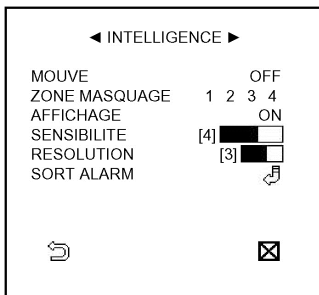 ◄ INTELLIGENCE ►
MOUVE OFF
ZONE MASQUAGE 1 2 3 4
AFFICHAGE ON
SENSIBILITE [4]
RESOLUTION [3]
SORT ALARM